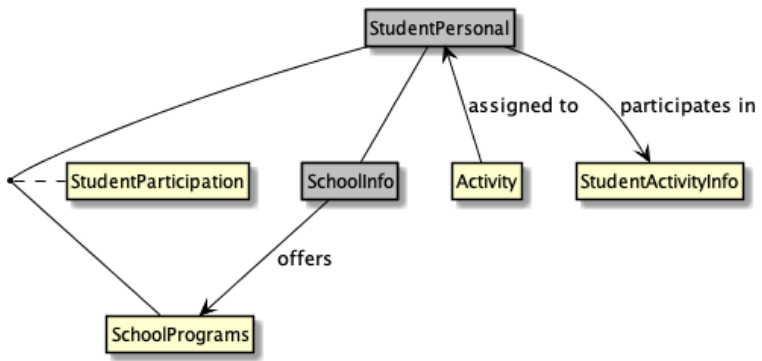 StudentPersonal
assigned to
participates in
StudentParticipation
SchoolInfo
Activity
StudentActivityInfo
offers
SchoolPrograms